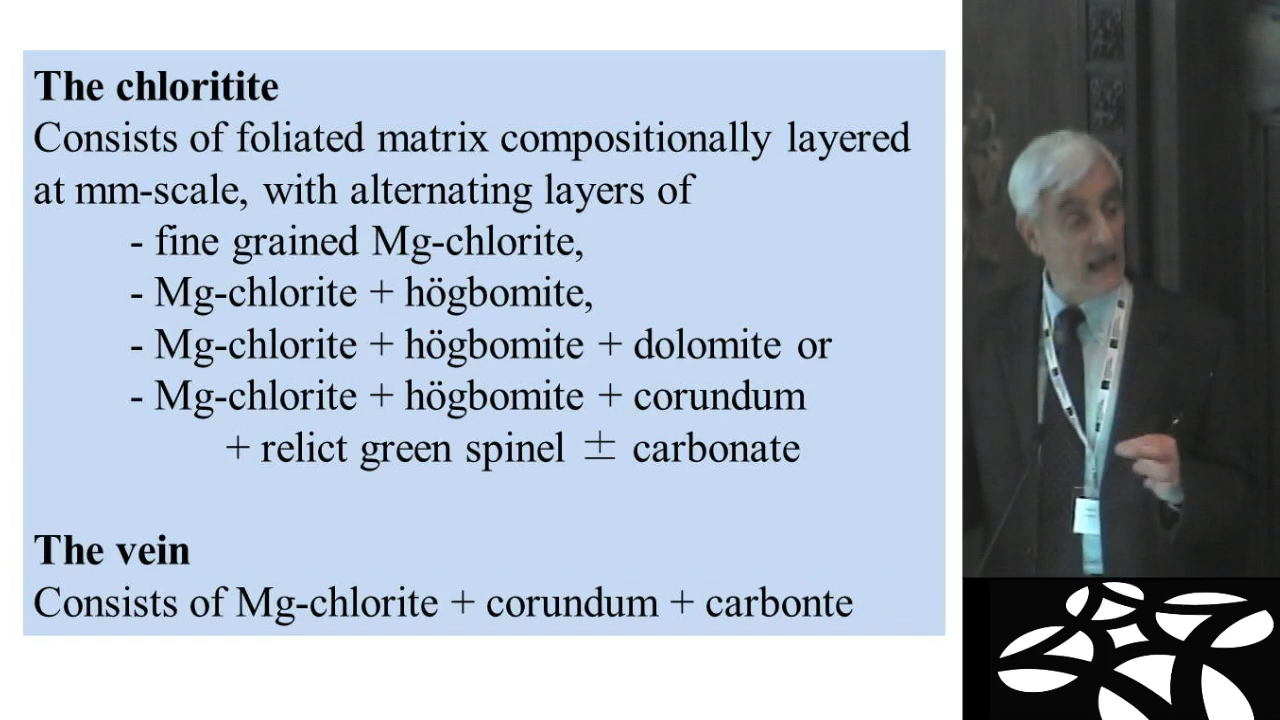 The chloritite
Consists of foliated matrix compositionally layered
at mm-scale, with alternating layers of
- fine grained Mg-chlorite,
- Mg-chlorite + högbomite,
- Mg-chlorite + högbomite + dolomite or
- Mg-chlorite + högbomite + corundum
+ relict green spinel ± carbonate
The vein
Consists of Mg-chlorite + corundum + carbonte